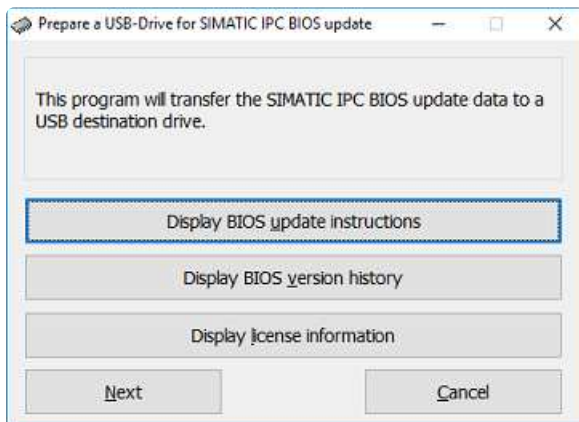 Prepare a USB-Drive for SIMATIC IPC BIOS update
This program will transfer the SIMATIC IPC BIOS update data to a
USB destination drive.
Display BIOS update instructions
Display BIOS version history
Display license information
Next
Cancel